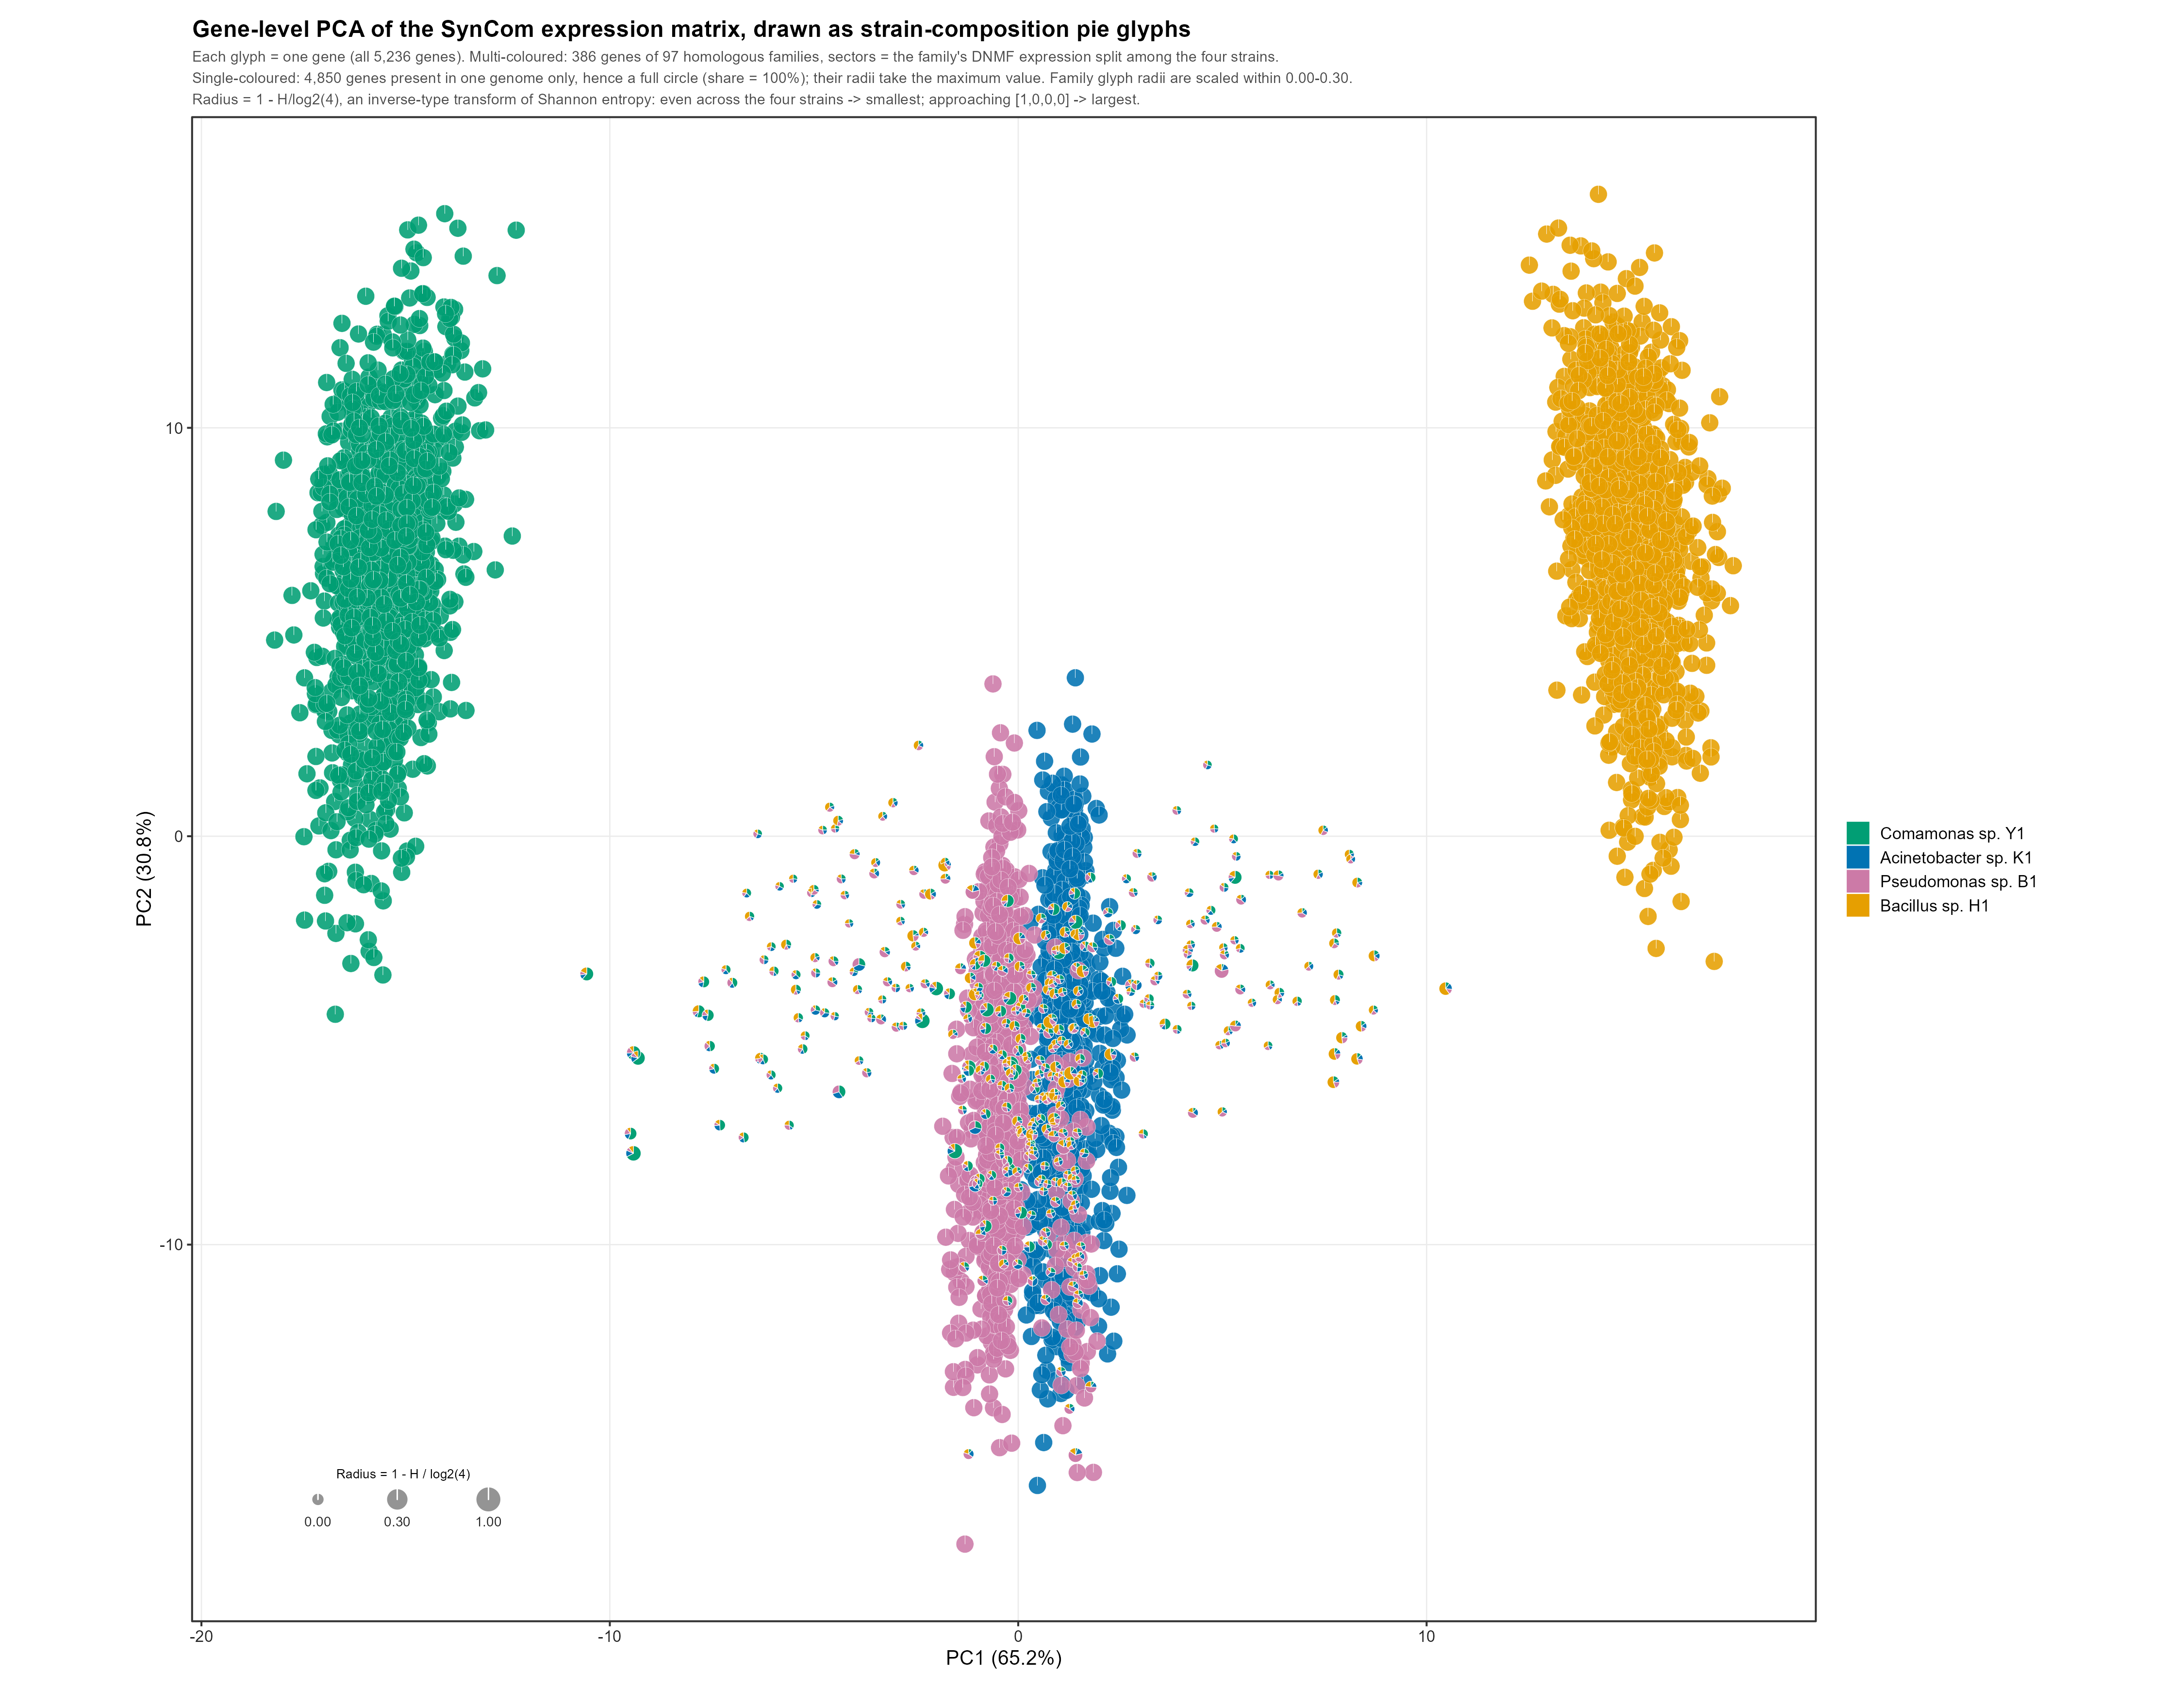 Gene-level PCA of the SynCom expression matrix, drawn as strain-composition pie glyphs
Each glyph = one gene (all 5,236 genes). Multi-coloured: 386 genes of 97 homologous families, sectors = the family's DNMF expression split among the four strains.
Single-coloured: 4,850 genes present in one genome only, hence a full circle (share = 100%); their radii take the maximum value. Family glyph radii are scaled within 0.00-0.30.
Radius = 1 - H/log2(4), an inverse-type transform of Shannon entropy: even across the four strains -> smallest; approaching [1,0,0,0] -> largest.
PC2 (30.8%)
10
0
-10
Comamonas sp. Y1
Acinetobacter sp. K1
Pseudomonas sp. B1
Bacillus sp. H1
Radius = 1 - H / log2(4)
0.00 0.30 1.00
-20 -10 0 10
PC1 (65.2%)